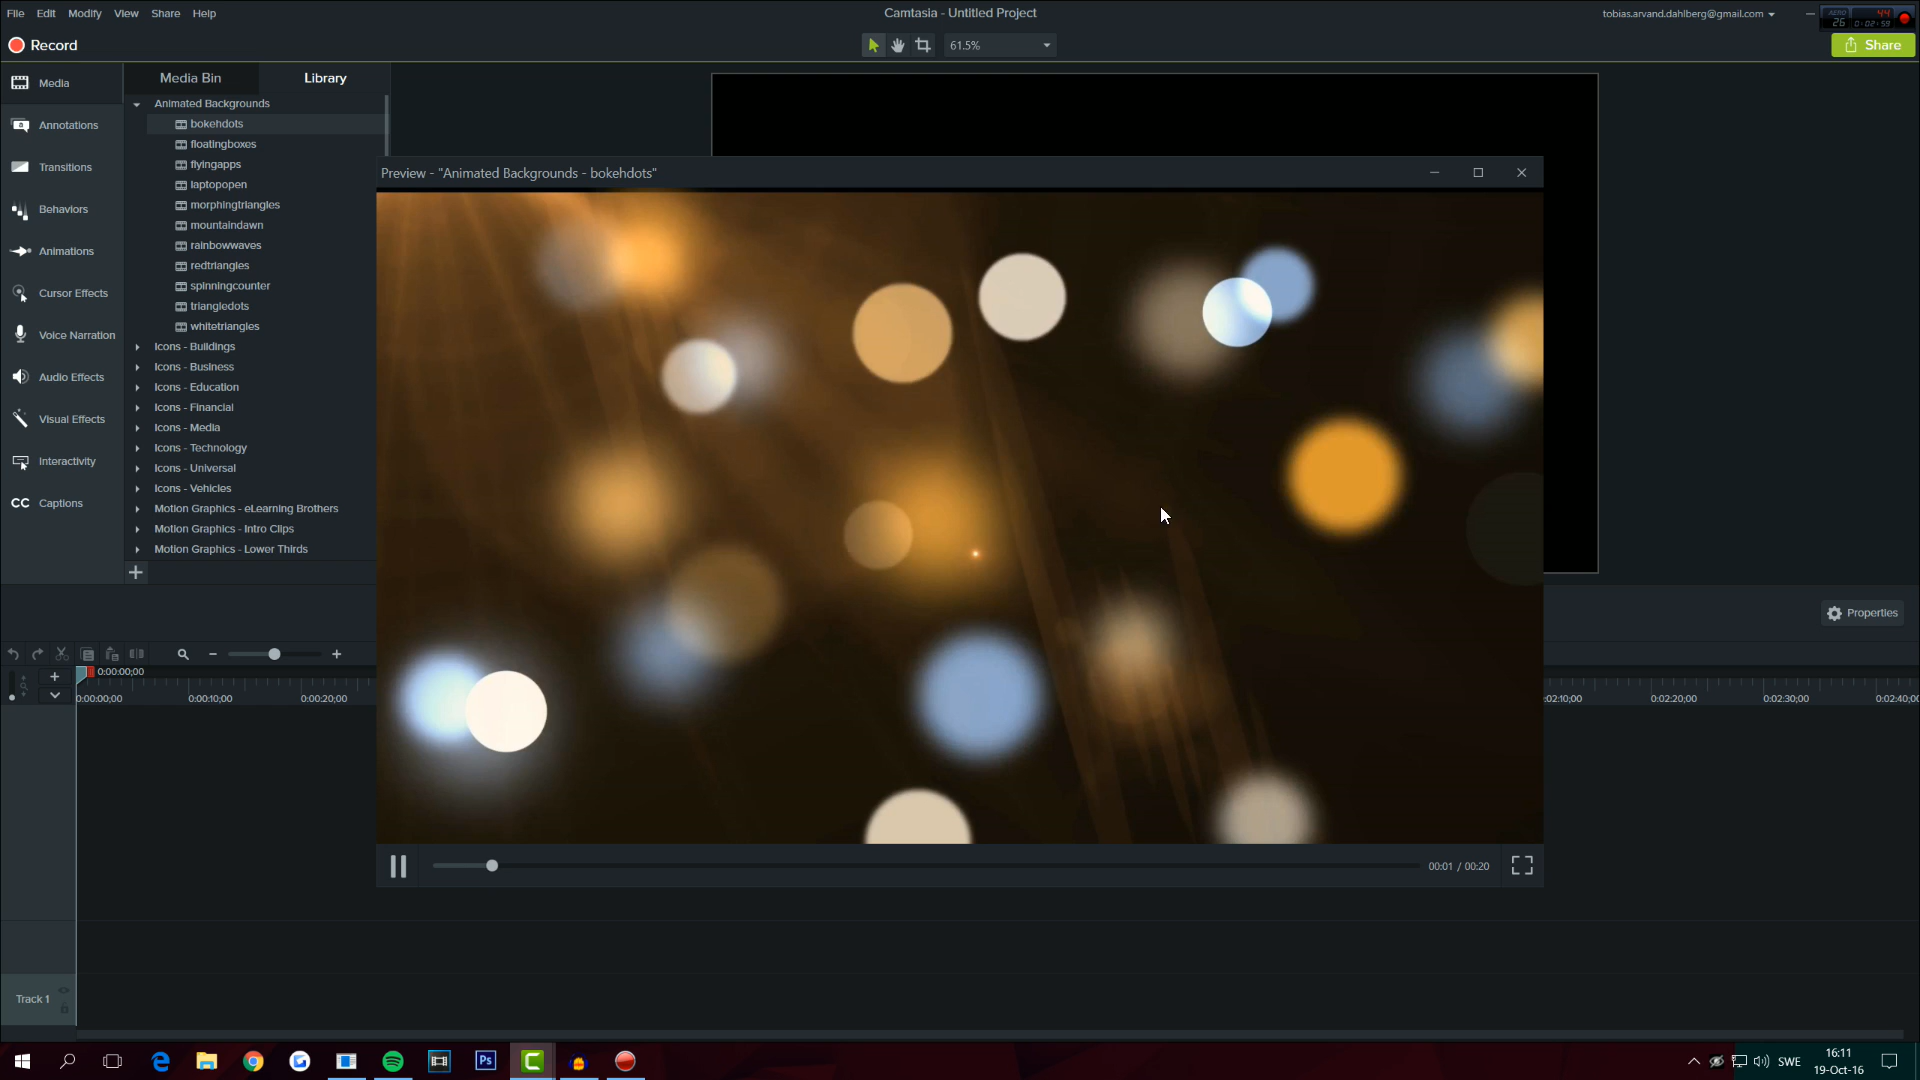 File Edit Modify View Share Help
Camtasia - Untitled Project
tobias.arvand.dahlberg@gmail.com
AERO
26
44
0:02:59
Record
61.5%
Share
Media
Annotations
Transitions
Behaviors
Animations
Cursor Effects
Voice Narration
Audio Effects
Visual Effects
Interactivity
CC Captions
Media Bin Library
Animated Backgrounds
bokehdots
floatingboxes
flyingapps
laptopopen
morphingtriangles
mountaindawn
rainbowwaves
redtriangles
spinningcounter
triangledots
whitetriangles
Icons - Buildings
Icons - Business
Icons - Education
Icons - Financial
Icons - Media
Icons - Technology
Icons - Universal
Icons - Vehicles
Motion Graphics - eLearning Brothers
Motion Graphics - Intro Clips
Motion Graphics - Lower Thirds
Preview - "Animated Backgrounds - bokehdots"
00:01 / 00:20
Properties
0:00:00;00
0:00:00;00 0:00:10;00 0:00:20;00 :02:10;00 0:02:20;00 0:02:30;00 0:02:40;00
Track 1
Ps
SWE
16:11
19-Oct-16